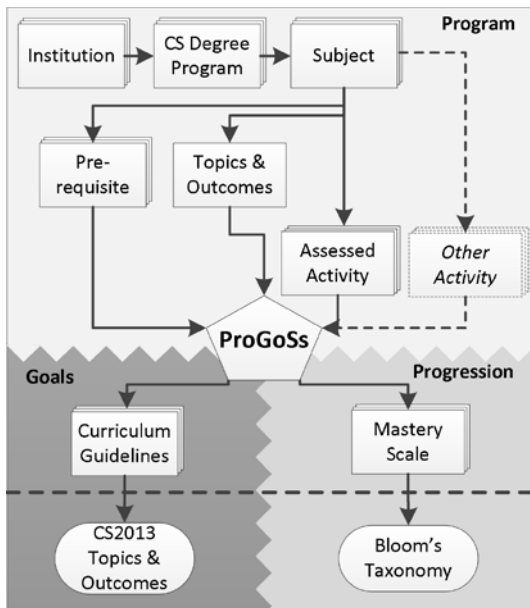 Program
Institution
CS Degree
Program
Subject
Pre-
requisite
Topics &
Outcomes
Assessed
Activity
Other
Activity
ProGoSs
Goals
Progression
Curriculum
Guidelines
Mastery
Scale
CS2013
Topics &
Outcomes
Bloom's
Taxonomy